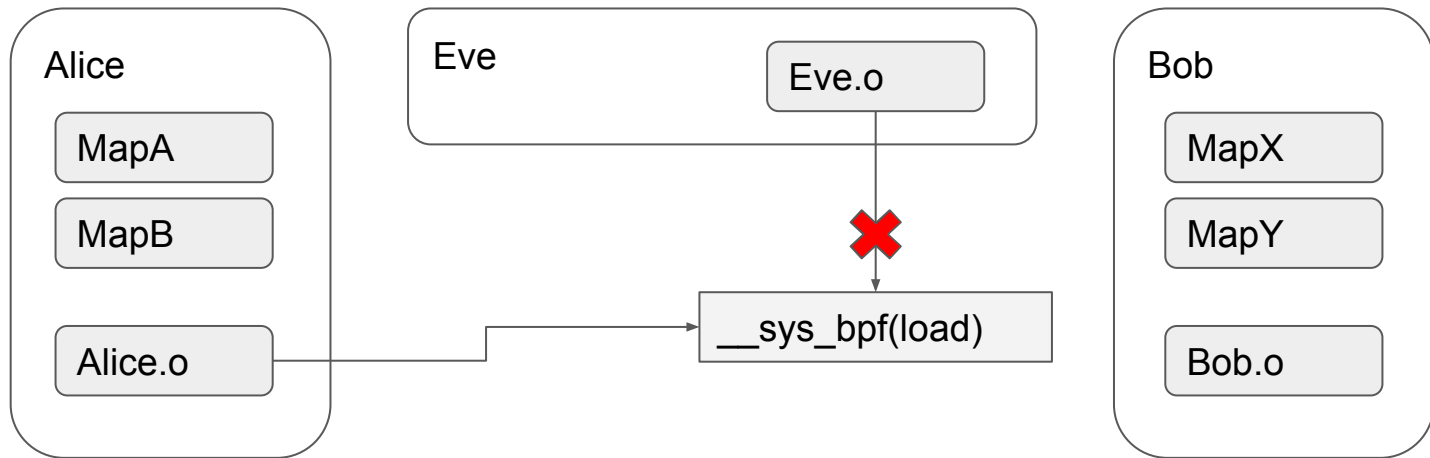 Alice
MapA
MapB
Alice.o
Eve
Eve.o
__sys_bpf(load)
Bob
MapX
MapY
Bob.o